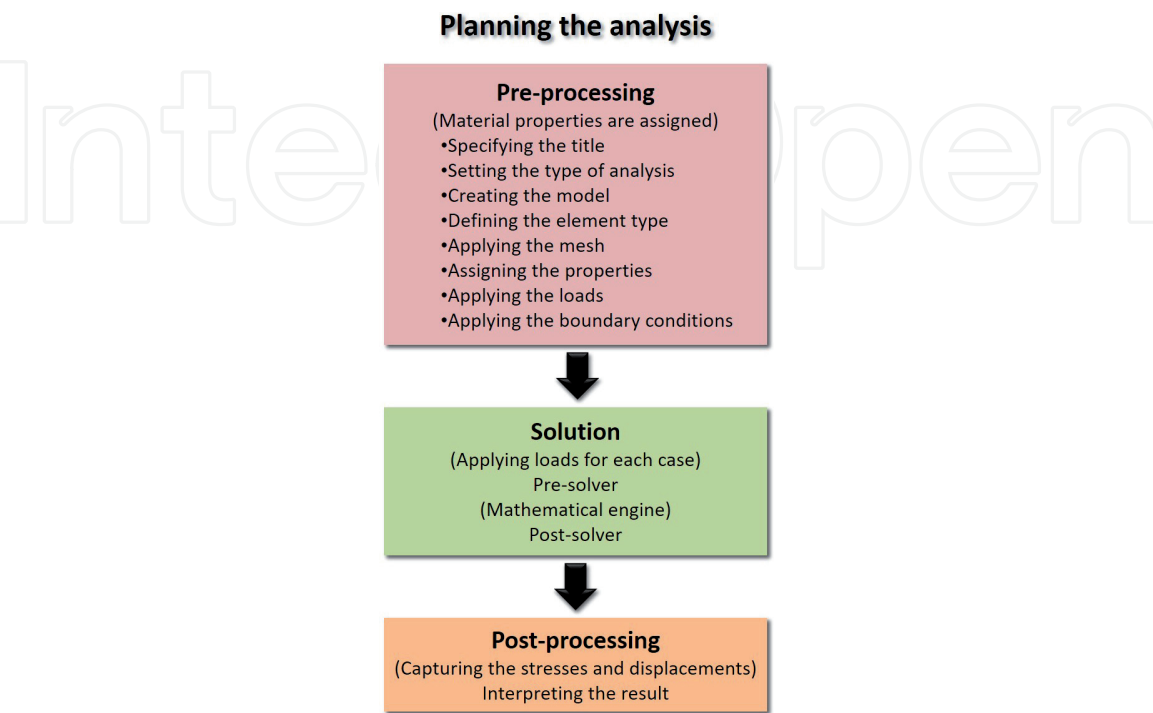 Planning the analysis
Pre-processing
(Material properties are assigned)
•Specifying the title
•Setting the type of analysis
•Creating the model
•Defining the element type
•Applying the mesh
•Assigning the properties
•Applying the loads
•Applying the boundary conditions
Solution
(Applying loads for each case)
Pre-solver
(Mathematical engine)
Post-solver
Post-processing
(Capturing the stresses and displacements)
Interpreting the result